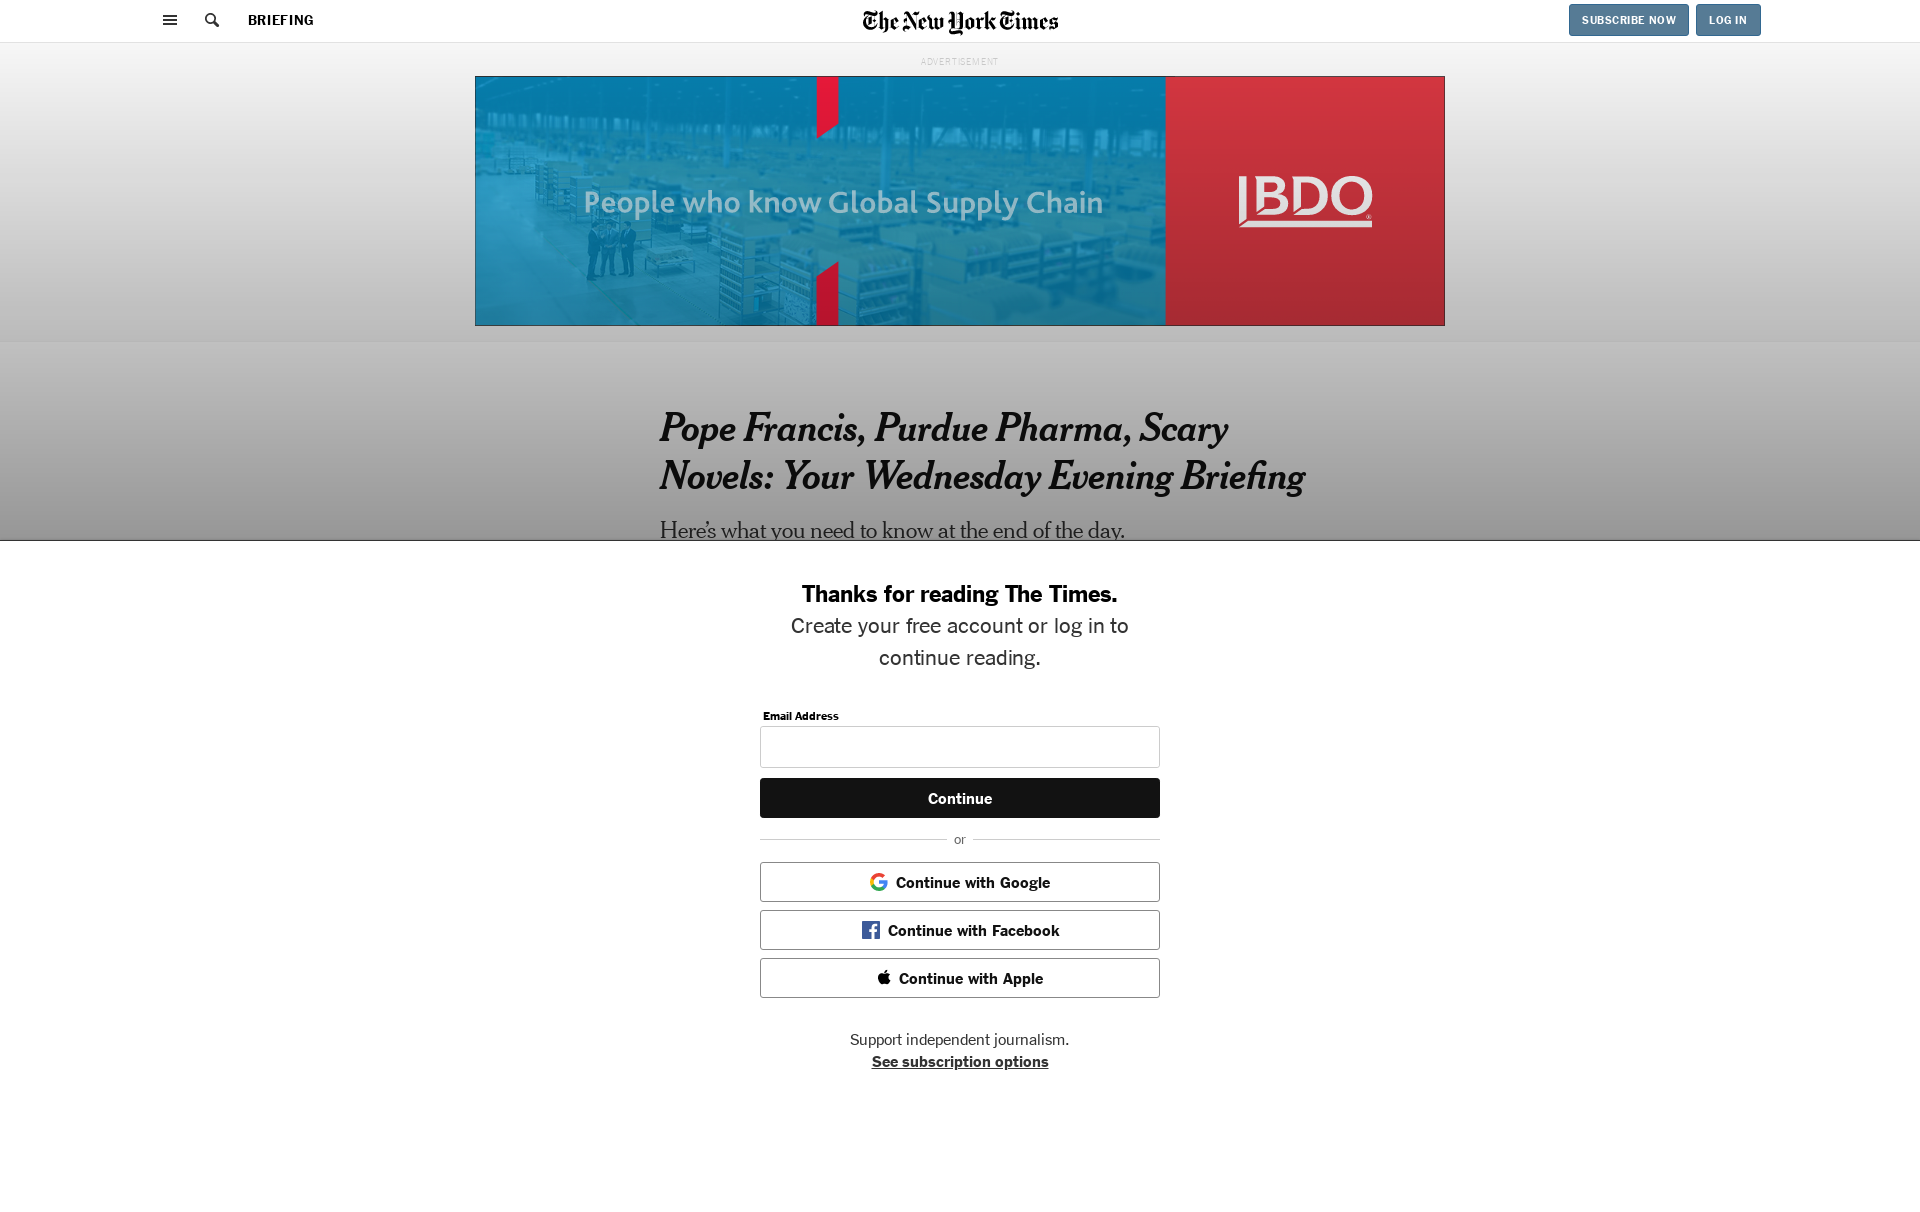 BRIEFING
The New York Times
SUBSCRIBE NOW
LOG IN
ADVERTISEMENT
People who know Global Supply Chain
BDO®
Pope Francis, Purdue Pharma, Scary
Novels: Your Wednesday Evening Briefing
Here’s what you need to know at the end of the day.
Thanks for reading The Times.
Create your free account or log in to
continue reading.
Email Address
Continue
or
Continue with Google
Continue with Facebook
Continue with Apple
Support independent journalism.
See subscription options